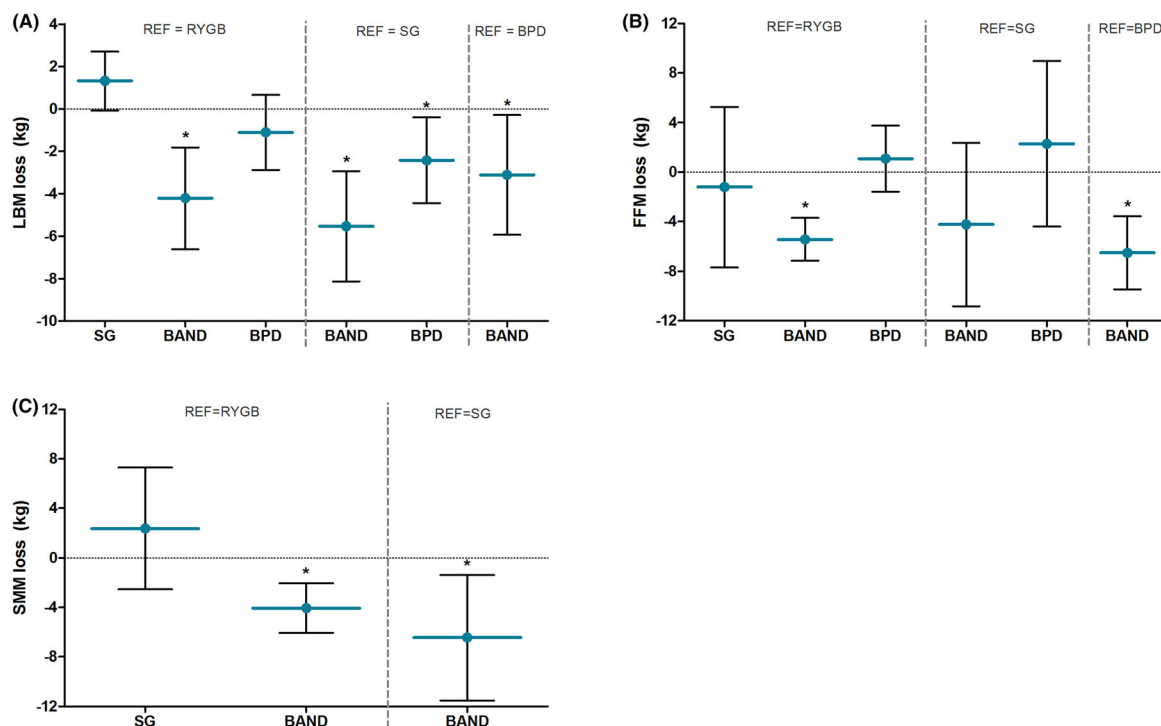 (A)
REF = RYGB
REF = SG
REF = BPD
LBM loss (kg)
4
2
0
-2
-4
-6
-8
-10
*
*
*
*
SG BAND BPD BAND BPD BAND
(B)
REF=RYGB
REF=SG
REF=BPD
FFM loss (kg)
12
8
4
0
-4
-8
-12
*
*
SG BAND BPD BAND BPD BAND
(C)
REF=RYGB
REF=SG
SMM loss (kg)
12
8
4
0
-4
-8
-12
*
*
SG BAND BAND